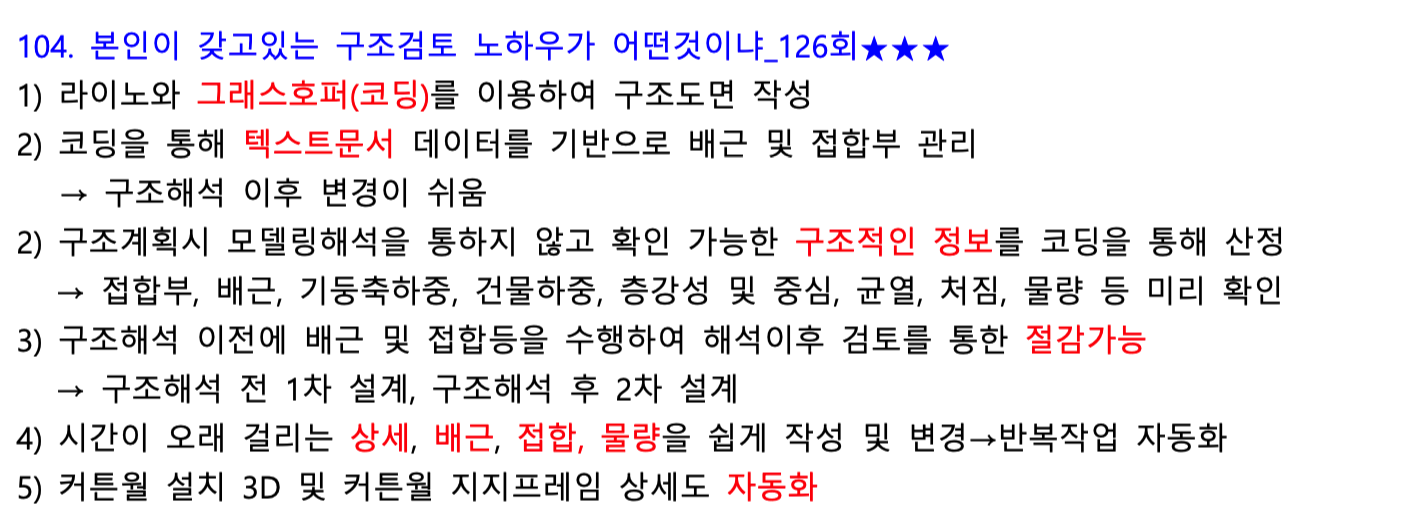 104. 본인이 갖고있는 구조검토 노하우가 어떤것이냐_126회★★★
1) 라이노와 그래스호퍼(코딩)를 이용하여 구조도면 작성
2) 코딩을 통해 텍스트문서 데이터를 기반으로 배근 및 접합부 관리
→ 구조해석 이후 변경이 쉬움
2) 구조계획시 모델링해석을 통하지 않고 확인 가능한 구조적인 정보를 코딩을 통해 산정
→ 접합부, 배근, 기둥축하중, 건물하중, 층강성 및 중심, 균열, 처짐, 물량 등 미리 확인
3) 구조해석 이전에 배근 및 접합등을 수행하여 해석이후 검토를 통한 절감가능
→ 구조해석 전 1차 설계, 구조해석 후 2차 설계
4) 시간이 오래 걸리는 상세, 배근, 접합, 물량을 쉽게 작성 및 변경→반복작업 자동화
5) 커튼월 설치 3D 및 커튼월 지지프레임 상세도 자동화